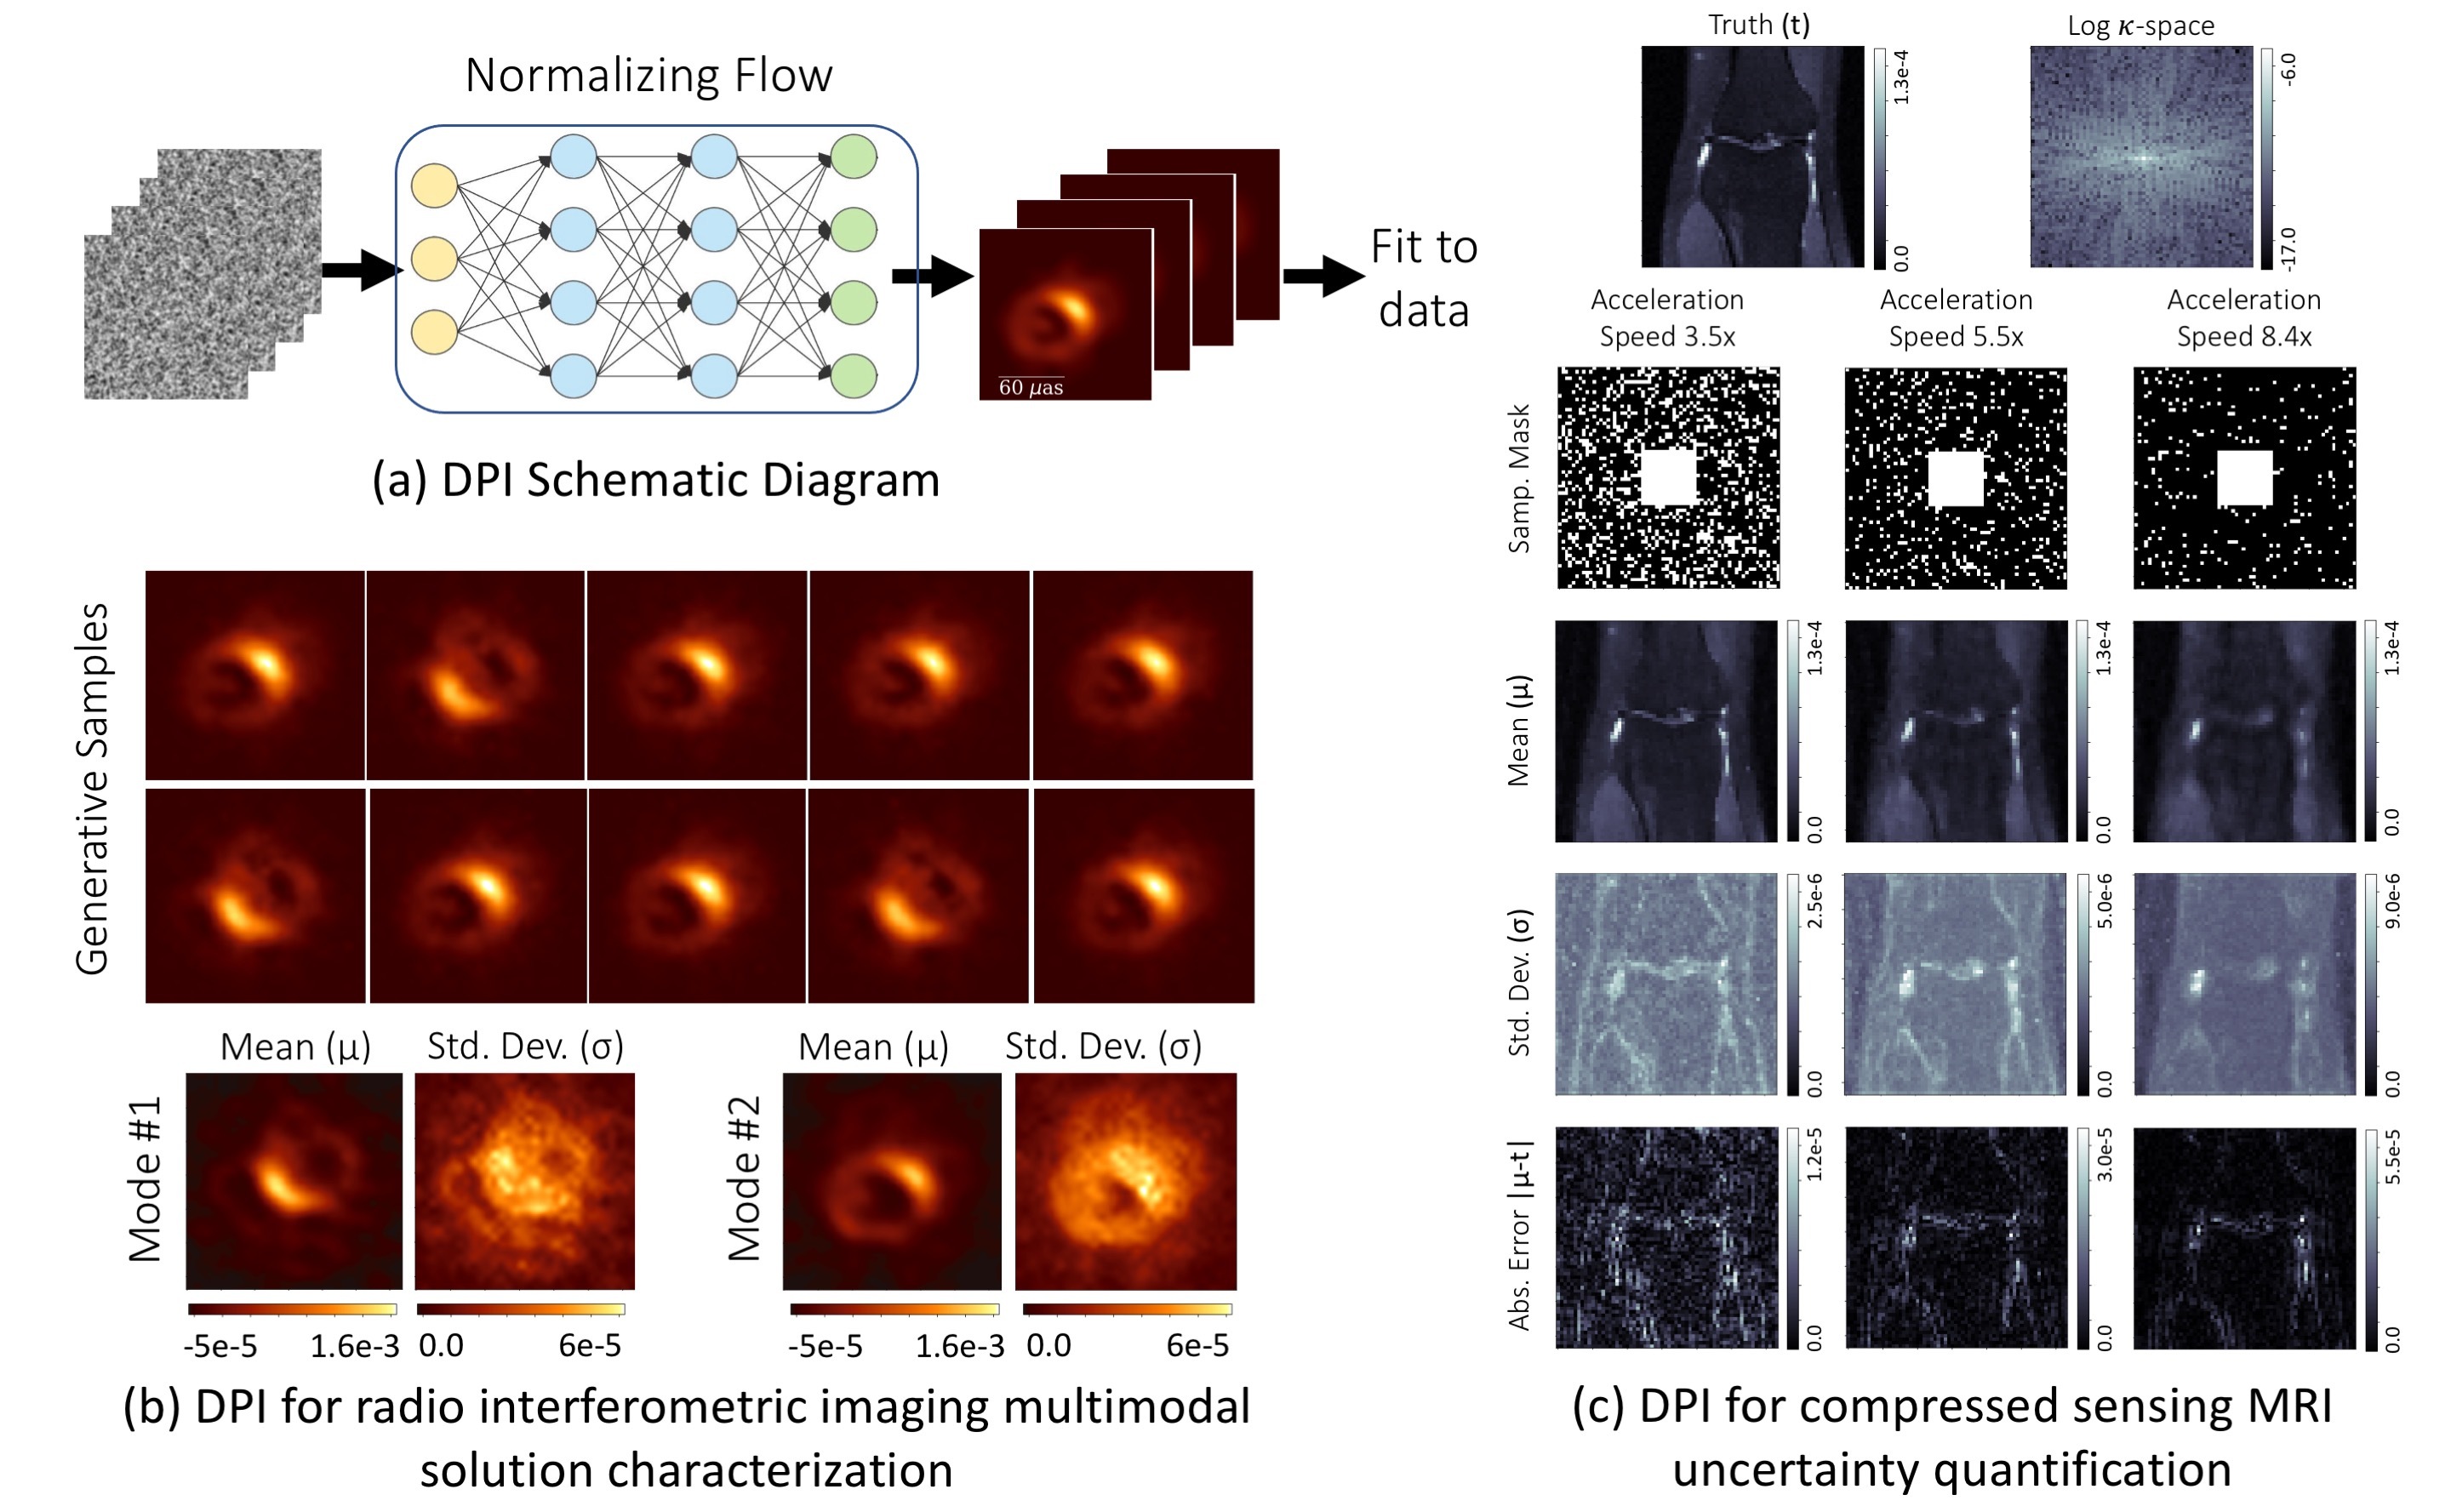 Normalizing Flow
60 µas
Fit to
data
(a) DPI Schematic Diagram
Generative Samples
Mean (µ)
Std. Dev. (σ)
Mean (µ)
Std. Dev. (σ)
Mode #1
Mode #2
-5e-5
1.6e-3
0.0
6e-5
-5e-5
1.6e-3
0.0
6e-5
(b) DPI for radio interferometric imaging multimodal
solution characterization
Truth (t)
1.3e-4
0.0
Log κ-space
-6.0
-17.0
Acceleration
Speed 3.5x
Acceleration
Speed 5.5x
Acceleration
Speed 8.4x
Samp. Mask
Mean (µ)
1.3e-4
0.0
1.3e-4
0.0
1.3e-4
0.0
Std. Dev. (σ)
2.5e-6
0.0
5.0e-6
0.0
9.0e-6
0.0
Abs. Error |µ-t|
1.2e-5
0.0
3.0e-5
0.0
5.5e-5
0.0
(c) DPI for compressed sensing MRI
uncertainty quantification